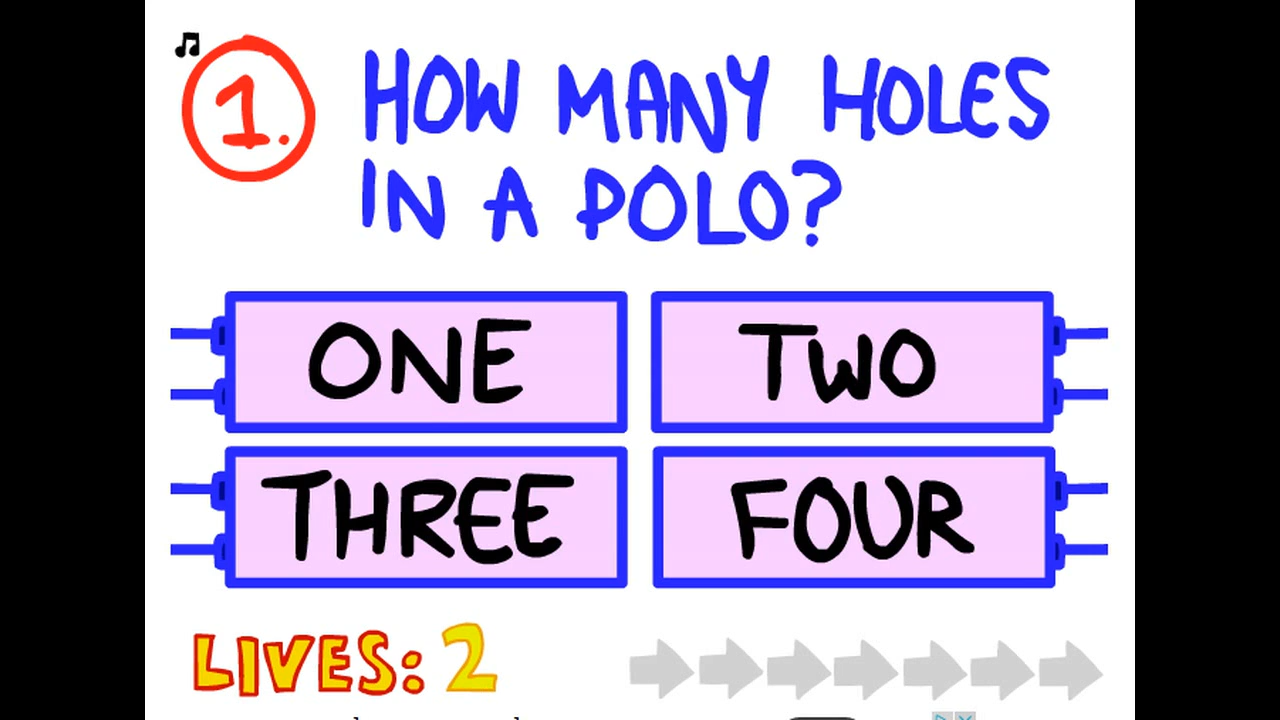 1.
HOW MANY HOLES
IN A POLO?
ONE
TWO
THREE
FOUR
LIVES: 2